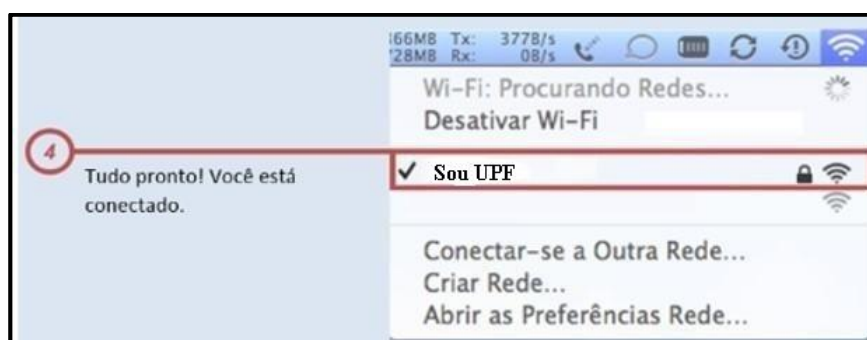 66MB Tx: 377B/s
28MB Rx: 0B/s
Wi-Fi: Procurando Redes...
Desativar Wi-Fi
4
Tudo pronto! Você está
conectado.
Sou UPF
Conectar-se a Outra Rede...
Criar Rede...
Abrir as Preferências Rede...